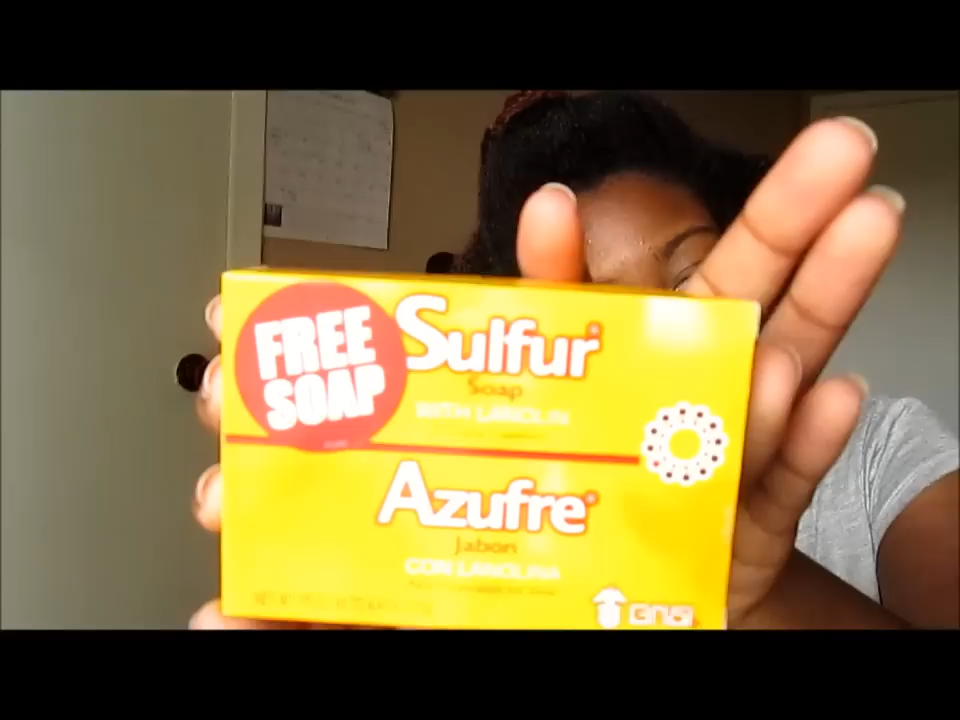 FREE
SOAP
Sulfur®
Soap
WITH LANOLIN
Azufre®
Jabon
CON LANOLINA